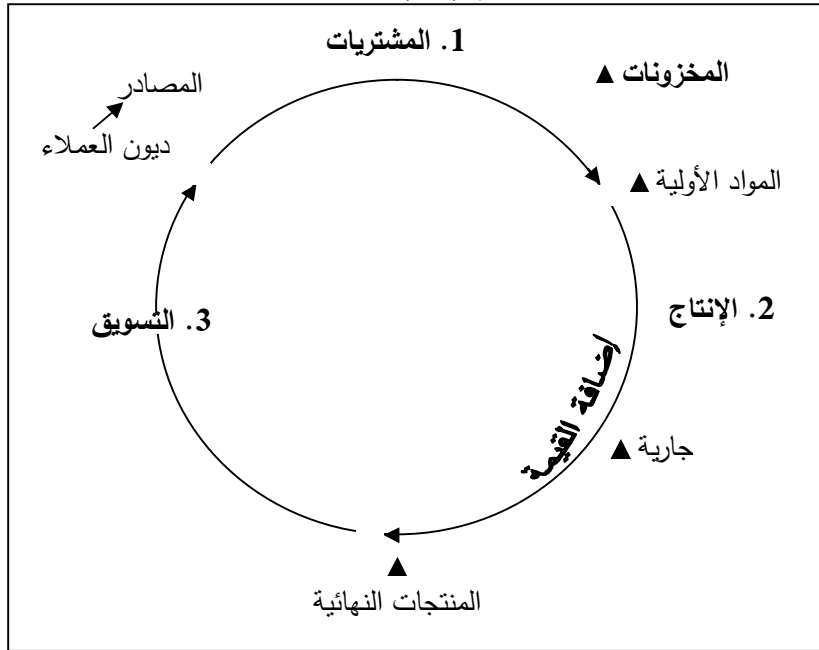 1. المشتريات
▲ المخزونات
المصادر
ديون العملاء
▲ المواد الأولية
2. الإنتاج
3. التسويق
إضافة القيمة
▲ جارية
▲
المنتجات النهائية